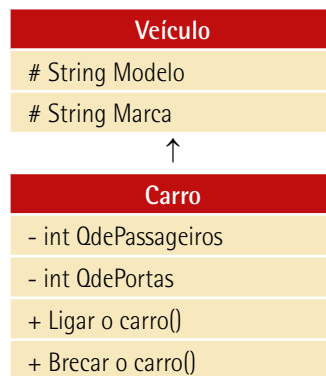 Veículo
# String Modelo
# String Marca
↑
Carro
- int QdePassageiros
- int QdePortas
+ Ligar o carro()
+ Brecar o carro()